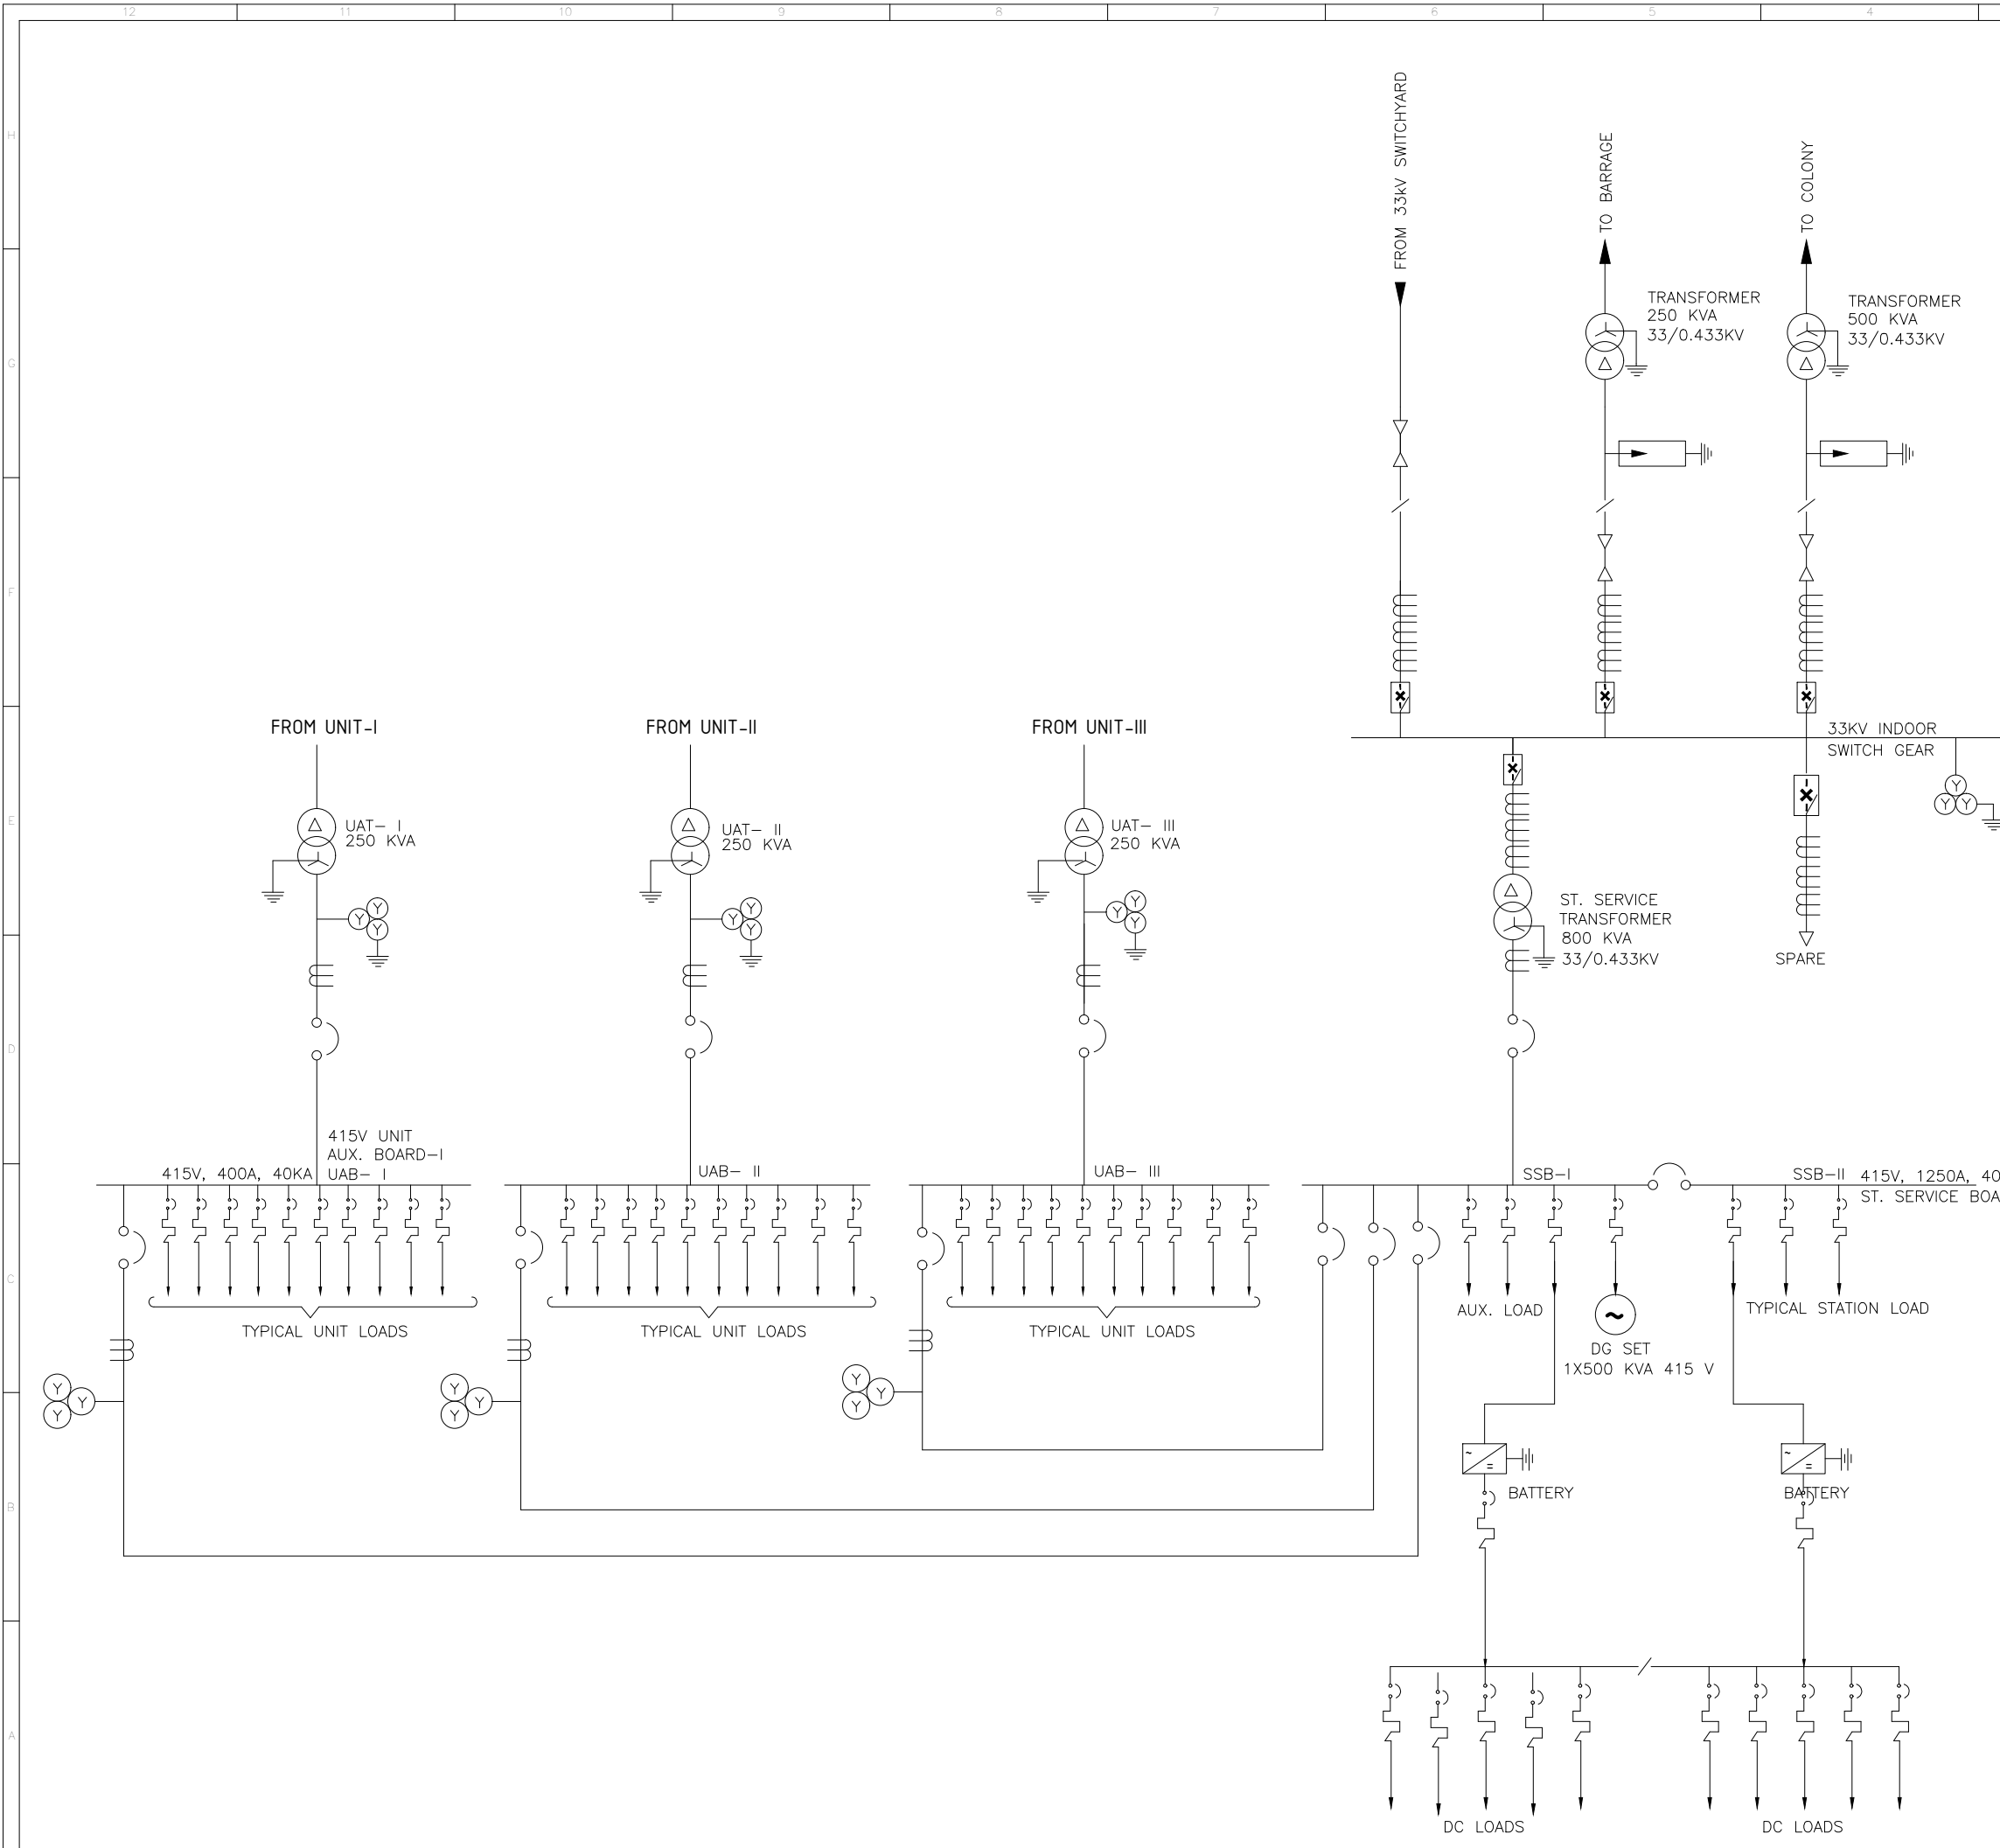 12 11 10 9 8 7 6 5 4
H
G
F
E
D
C
B
A
FROM 33kV SWITCHYARD
TO BARRAGE
TO COLONY
TRANSFORMER
250 KVA
33/0.433KV
TRANSFORMER
500 KVA
33/0.433KV
FROM UNIT-I
FROM UNIT-II
FROM UNIT-III
33KV INDOOR
SWITCH GEAR
UAT- I
250 KVA
UAT- II
250 KVA
UAT- III
250 KVA
Y
Y
Y
Y
Y
Y
Y
Y
Y
Y
Y
Y
ST. SERVICE
TRANSFORMER
800 KVA
33/0.433KV
SPARE
415V UNIT
AUX. BOARD-I
415V, 400A, 40KA UAB- I
UAB- II
UAB- III
SSB-I
SSB-II 415V, 1250A, 40
ST. SERVICE BOA
TYPICAL UNIT LOADS
TYPICAL UNIT LOADS
TYPICAL UNIT LOADS
AUX. LOAD
DG SET
1X500 KVA 415 V
TYPICAL STATION LOAD
Y
Y
Y
Y
Y
Y
Y
Y
Y
BATTERY
BATTERY
DC LOADS
DC LOADS